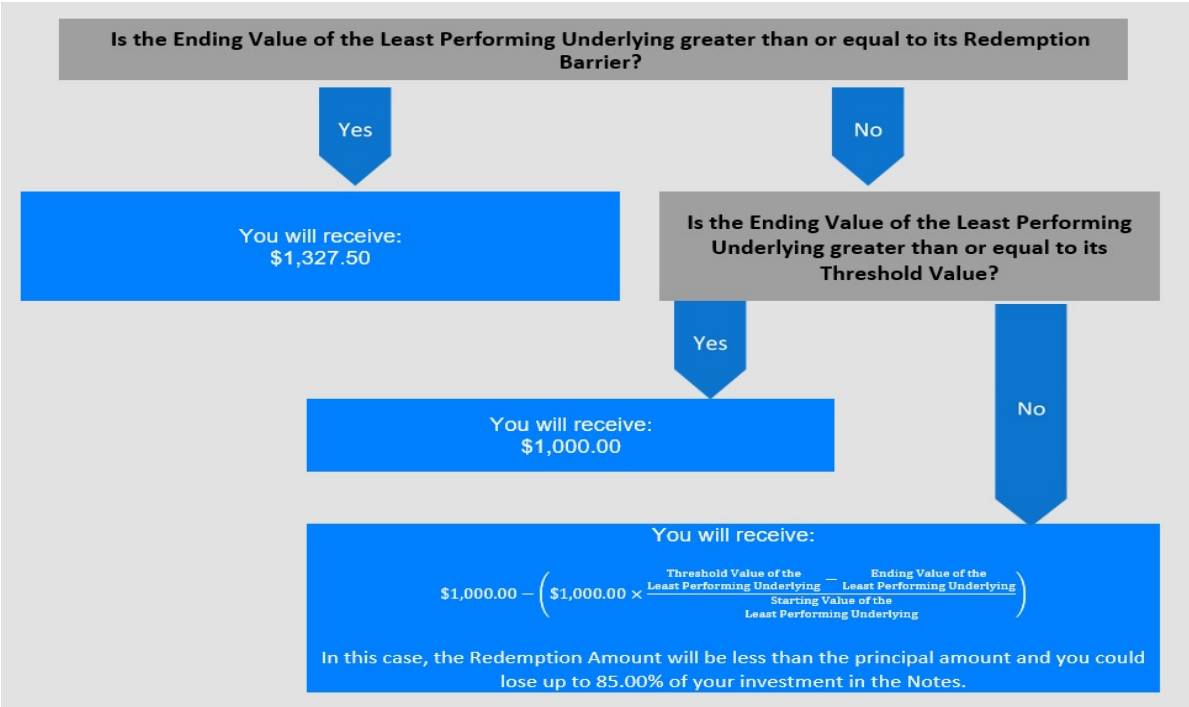 Is the Ending Value of the Least Performing Underlying greater than or equal to its Redemption
Barrier?
Yes
No
You will receive:
$1,327.50
Is the Ending Value of the Least Performing
Underlying greater than or equal to its
Threshold Value?
Yes
No
You will receive:
$1,000.00
You will receive:
$1,000.00 − ($1,000.00 × (Threshold Value of the Least Performing Underlying − Ending Value of the Least Performing Underlying) / Starting Value of the Least Performing Underlying)
In this case, the Redemption Amount will be less than the principal amount and you could
lose up to 85.00% of your investment in the Notes.